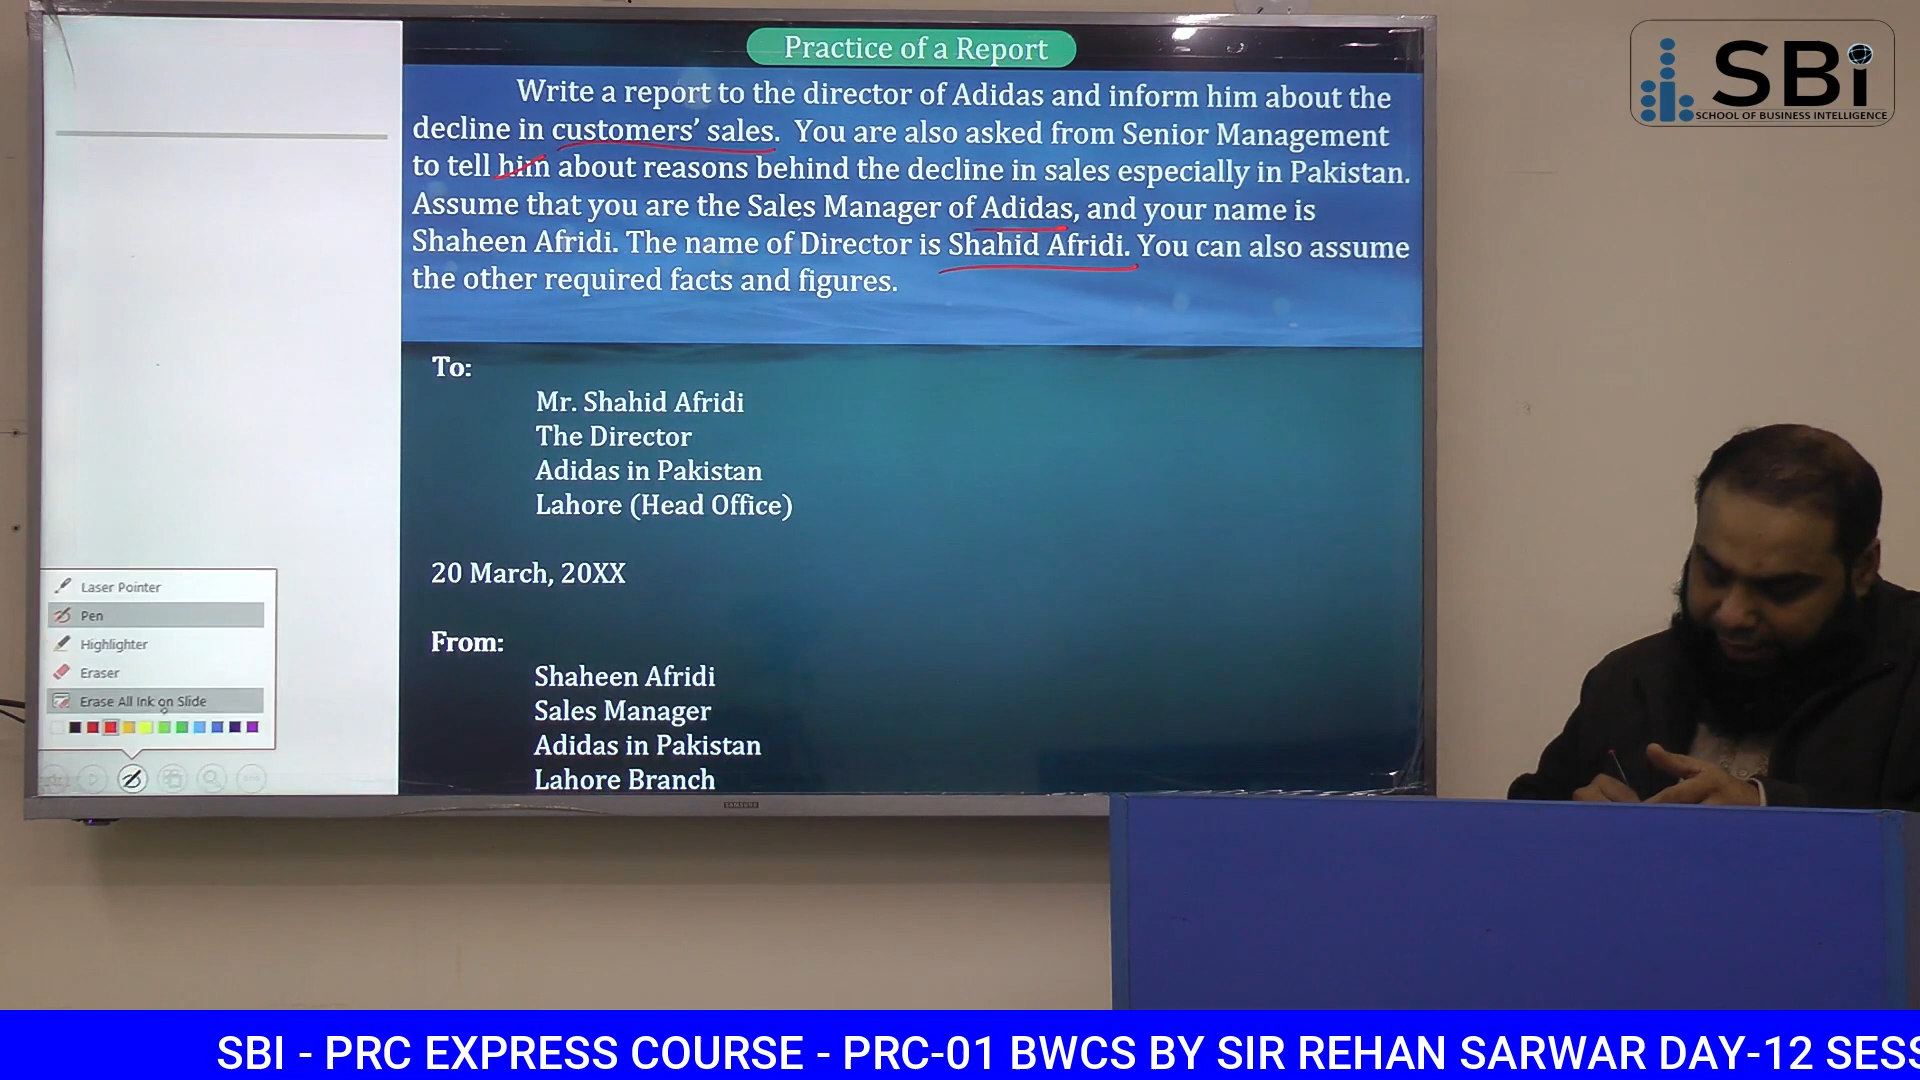 Practice of a Report
SBi
SCHOOL OF BUSINESS INTELLIGENCE
Write a report to the director of Adidas and inform him about the
decline in customers’ sales. You are also asked from Senior Management
to tell him about reasons behind the decline in sales especially in Pakistan.
Assume that you are the Sales Manager of Adidas, and your name is
Shaheen Afridi. The name of Director is Shahid Afridi. You can also assume
the other required facts and figures.
To:
Mr. Shahid Afridi
The Director
Adidas in Pakistan
Lahore (Head Office)
20 March, 20XX
From:
Shaheen Afridi
Sales Manager
Adidas in Pakistan
Lahore Branch
Laser Pointer
Pen
Highlighter
Eraser
Erase All Ink on Slide
SAMSUNG
SBI - PRC EXPRESS COURSE - PRC-01 BWCS BY SIR REHAN SARWAR DAY-12 SESS